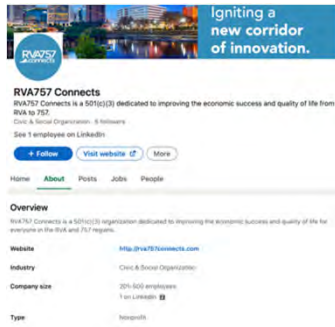 Igniting a
new corridor
of innovation.
RVA757
connects
RVA757 Connects
RVA757 Connects is a 501(c)(3) dedicated to improving the economic success and quality of life from
RVA to 757.
Civic & Social Organization · 8 followers
See 1 employee on LinkedIn
+ Follow
Visit website
More
Home
About
Posts
Jobs
People
Overview
RVA757 Connects is a 501(c)(3) organization dedicated to improving the economic success and quality of life for
everyone in the RVA and 757 regions.
Website
http://rva757connects.com
Industry
Civic & Social Organization
Company size
201-500 employees
1 on LinkedIn
Type
Nonprofit